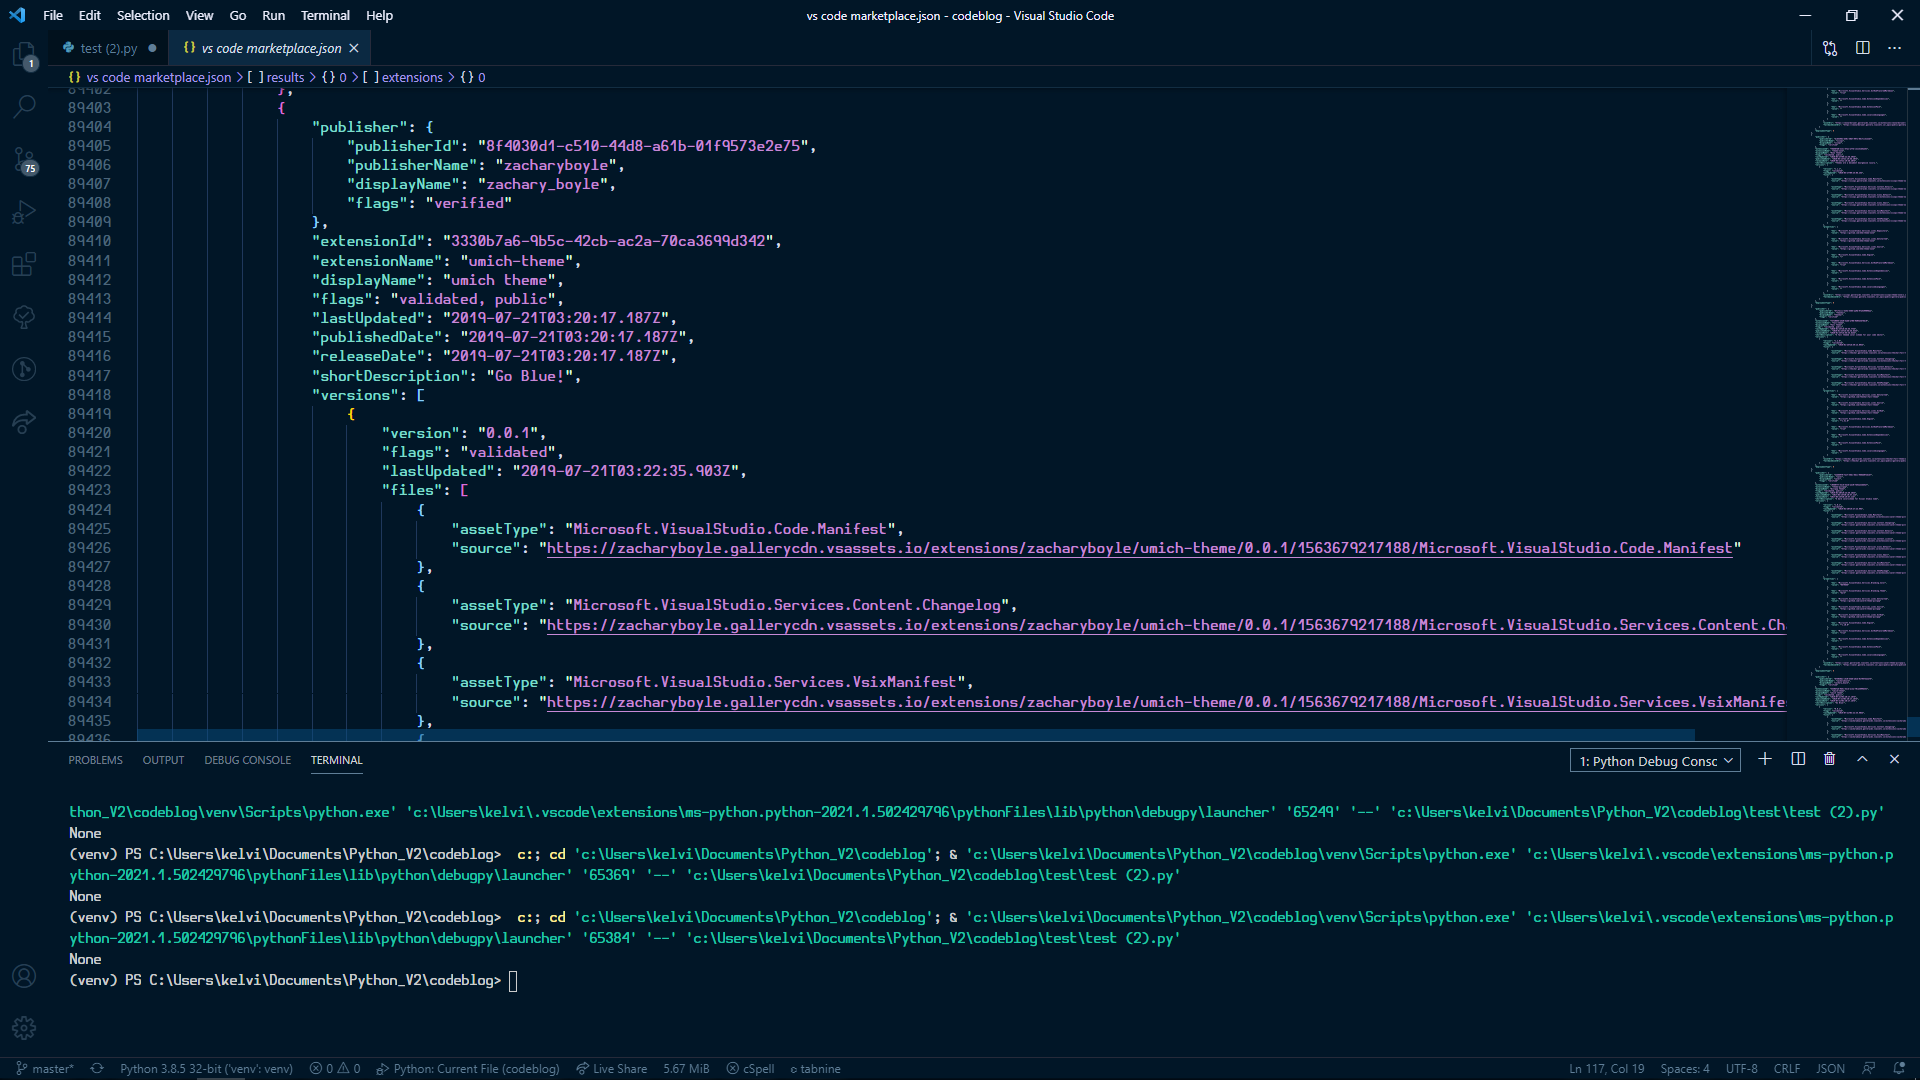 File Edit Selection View Go Run Terminal Help
vs code marketplace.json - codeblog - Visual Studio Code
test (2).py
{} vs code marketplace.json
{} vs code marketplace.json > [ ] results > {} 0 > [ ] extensions > {} 0
1
75
89402 },
89403 {
89404 "publisher": {
89405 "publisherId": "8f4030d1-c510-44d8-a61b-01f9573e2e75",
89406 "publisherName": "zacharyboyle",
89407 "displayName": "zachary_boyle",
89408 "flags": "verified"
89409 },
89410 "extensionId": "3330b7a6-9b5c-42cb-ac2a-70ca3699d342",
89411 "extensionName": "umich-theme",
89412 "displayName": "umich theme",
89413 "flags": "validated, public",
89414 "lastUpdated": "2019-07-21T03:20:17.187Z",
89415 "publishedDate": "2019-07-21T03:20:17.187Z",
89416 "releaseDate": "2019-07-21T03:20:17.187Z",
89417 "shortDescription": "Go Blue!",
89418 "versions": [
89419 {
89420 "version": "0.0.1",
89421 "flags": "validated",
89422 "lastUpdated": "2019-07-21T03:22:35.903Z",
89423 "files": [
89424 {
89425 "assetType": "Microsoft.VisualStudio.Code.Manifest",
89426 "source": "https://zacharyboyle.gallerycdn.vsassets.io/extensions/zacharyboyle/umich-theme/0.0.1/1563679217188/Microsoft.VisualStudio.Code.Manifest"
89427 },
89428 {
89429 "assetType": "Microsoft.VisualStudio.Services.Content.Changelog",
89430 "source": "https://zacharyboyle.gallerycdn.vsassets.io/extensions/zacharyboyle/umich-theme/0.0.1/1563679217188/Microsoft.VisualStudio.Services.Content.Ch
89431 },
89432 {
89433 "assetType": "Microsoft.VisualStudio.Services.VsixManifest",
89434 "source": "https://zacharyboyle.gallerycdn.vsassets.io/extensions/zacharyboyle/umich-theme/0.0.1/1563679217188/Microsoft.VisualStudio.Services.VsixManife
89435 },
89436 {
PROBLEMS OUTPUT DEBUG CONSOLE TERMINAL
1: Python Debug Consc
thon_V2\codeblog\venv\Scripts\python.exe' 'c:\Users\kelvi\.vscode\extensions\ms-python.python-2021.1.502429796\pythonFiles\lib\python\debugpy\launcher' '65249' '--' 'c:\Users\kelvi\Documents\Python_V2\codeblog\test\test (2).py'
None
(venv) PS C:\Users\kelvi\Documents\Python_V2\codeblog> c:; cd 'c:\Users\kelvi\Documents\Python_V2\codeblog'; & 'c:\Users\kelvi\Documents\Python_V2\codeblog\venv\Scripts\python.exe' 'c:\Users\kelvi\.vscode\extensions\ms-python.p
ython-2021.1.502429796\pythonFiles\lib\python\debugpy\launcher' '65369' '--' 'c:\Users\kelvi\Documents\Python_V2\codeblog\test\test (2).py'
None
(venv) PS C:\Users\kelvi\Documents\Python_V2\codeblog> c:; cd 'c:\Users\kelvi\Documents\Python_V2\codeblog'; & 'c:\Users\kelvi\Documents\Python_V2\codeblog\venv\Scripts\python.exe' 'c:\Users\kelvi\.vscode\extensions\ms-python.p
ython-2021.1.502429796\pythonFiles\lib\python\debugpy\launcher' '65384' '--' 'c:\Users\kelvi\Documents\Python_V2\codeblog\test\test (2).py'
None
(venv) PS C:\Users\kelvi\Documents\Python_V2\codeblog>
master* Python 3.8.5 32-bit ('venv': venv) 0 0 Python: Current File (codeblog) Live Share 5.67 MiB cSpell tabnine Ln 117, Col 19 Spaces: 4 UTF-8 CRLF JSON